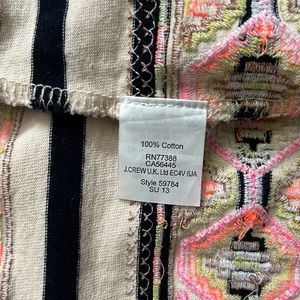 100% Cotton
RN77388
CA56445
J.CREW U.K. Ltd EC4V 6JA
Style 59784
SU 13